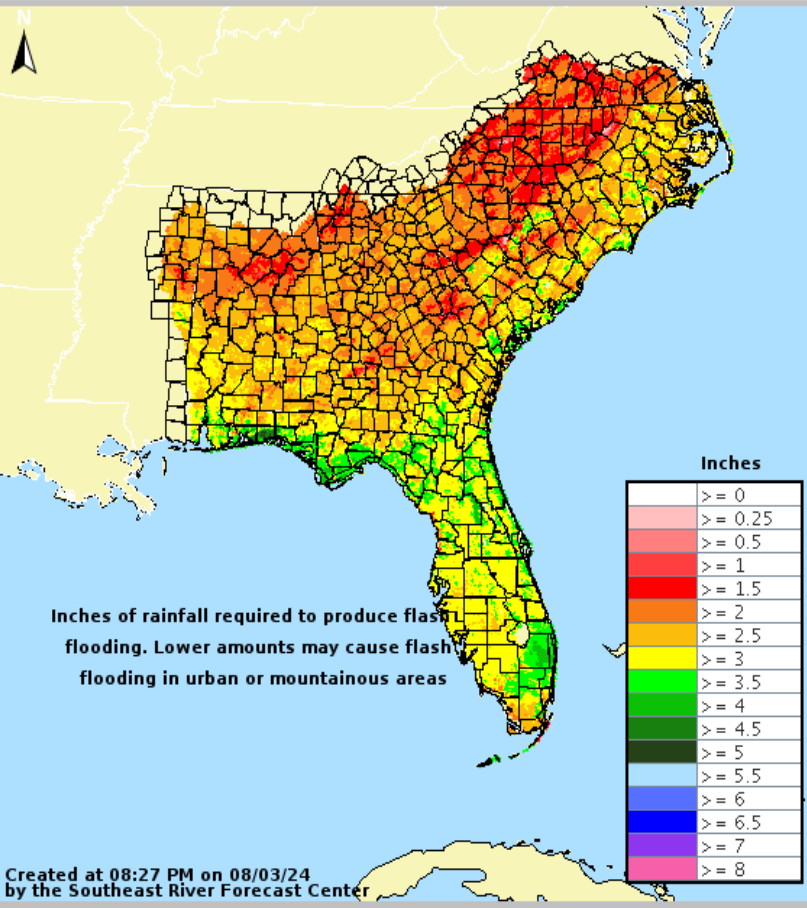 N
Inches of rainfall required to produce flash
flooding. Lower amounts may cause flash
flooding in urban or mountainous areas
Inches
>= 0
>= 0.25
>= 0.5
>= 1
>= 1.5
>= 2
>= 2.5
>= 3
>= 3.5
>= 4
>= 4.5
>= 5
>= 5.5
>= 6
>= 6.5
>= 7
>= 8
Created at 08:27 PM on 08/03/24
by the Southeast River Forecast Center